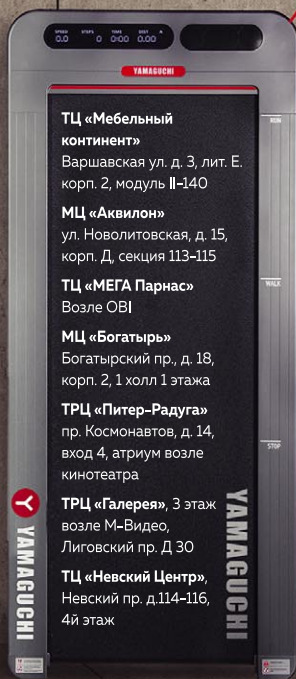 SPEED STEPS TIME DIST
0.0 0 0:00 0.00
YAMAGUCHI
RUN
ТЦ «Мебельный
континент»
Варшавская ул. д. 3, лит. Е.
корп. 2, модуль II-140
МЦ «Аквилон»
ул. Новолитовская, д. 15,
корп. Д, секция 113-115
ТЦ «МЕГА Парнас»
Возле OBI
WALK
МЦ «Богатырь»
Богатырский пр., д. 18,
корп. 2, 1 холл 1 этажа
ТРЦ «Питер-Радуга»
пр. Космонавтов, д. 14,
вход 4, атриум возле
кинотеатра
STOP
ТРЦ «Галерея», 3 этаж
возле М-Видео,
Лиговский пр. Д 30
ТЦ «Невский Центр»,
Невский пр. д.114-116,
4й этаж
YAMAGUCHI
YAMAGUCHI